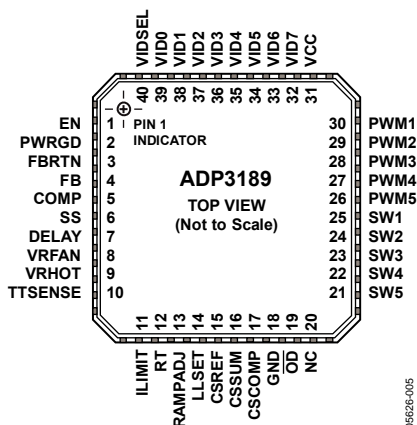 VIDSEL
VID0
VID1
VID2
VID3
VID4
VID5
VID6
VID7
VCC
40
39
38
37
36
35
34
33
32
31
EN 1
PWRGD 2
FBRTN 3
FB 4
COMP 5
SS 6
DELAY 7
VRFAN 8
VRHOT 9
TTSENSE 10
PIN 1
INDICATOR
ADP3189
TOP VIEW
(Not to Scale)
30 PWM1
29 PWM2
28 PWM3
27 PWM4
26 PWM5
25 SW1
24 SW2
23 SW3
22 SW4
21 SW5
11
12
13
14
15
16
17
18
19
20
ILIMIT
RT
RAMPADJ
LLSET
CSREF
CSSUM
CSCOMP
GND
OD
NC
05626-005